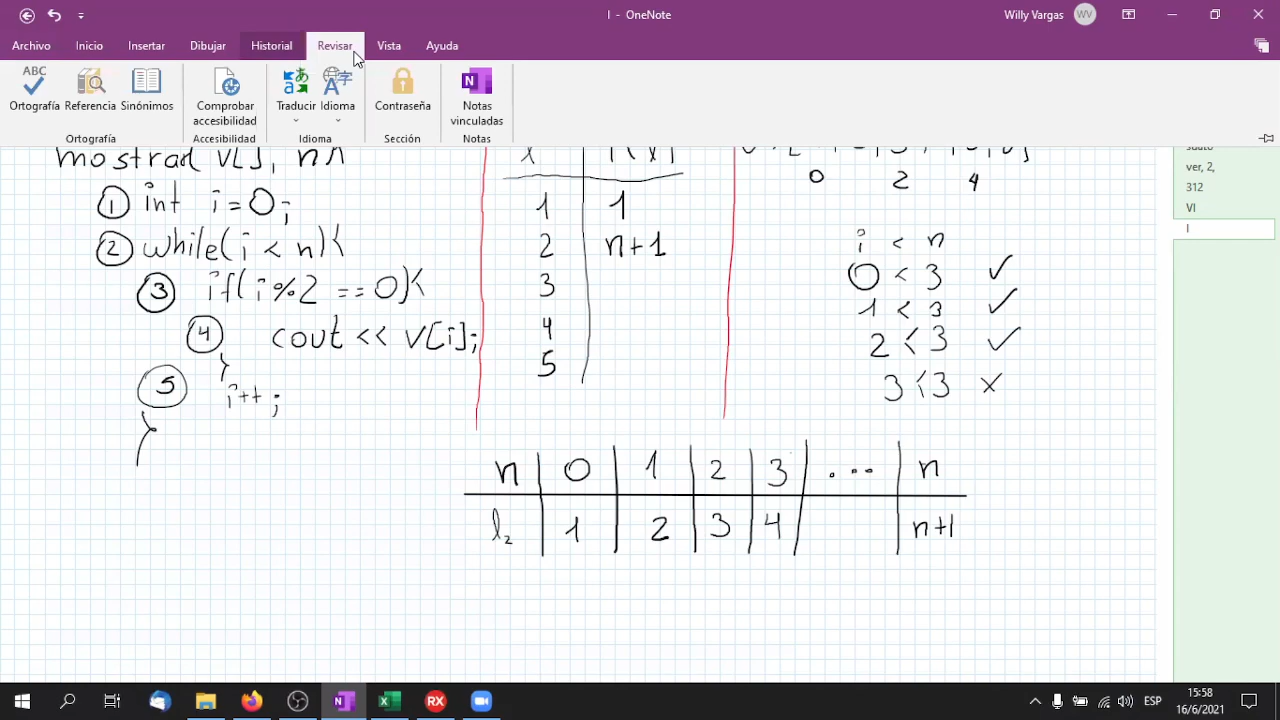 I - OneNote
Willy Vargas WV
Archivo Inicio Insertar Dibujar Historial Revisar Vista Ayuda
ABC
Ortografía Referencia Sinónimos Comprobar accesibilidad Traducir Idioma Contraseña Notas vinculadas
Ortografía Accesibilidad Idioma Sección Notas
mostrar V[], n
0 2 4
1 int i=0;
2 while(i < n){
3 if(i%2 == 0){
4 cout << V[i];
}
5 i++;
}
1 1
2 n+1
3
4
5
i < n
0 < 3 ✓
1 < 3 ✓
2 < 3 ✓
3 < 3 x
n 0 1 2 3 ... n
l2 1 2 3 4 n+1
ver, 2,
312
VI
I
RX
ESP
15:58
16/6/2021